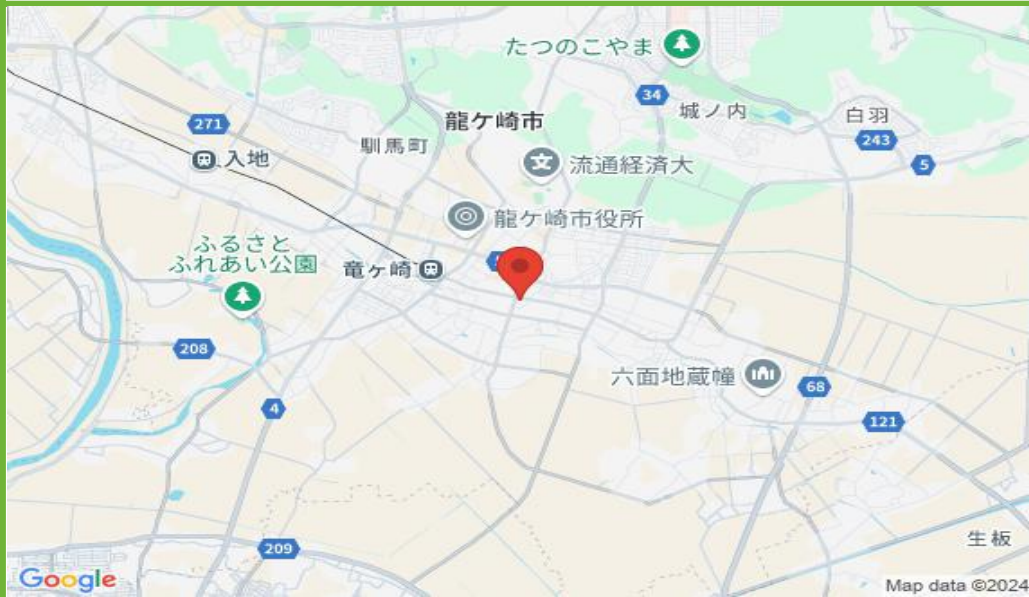 たつのこやま
34
城ノ内
白羽
243
5
271
龍ケ崎市
馴馬町
入地
流通経済大
龍ケ崎市役所
ふるさと
ふれあい公園
竜ヶ崎
208
六面地蔵幢
68
4
121
209
生板
Google
Map data ©2024